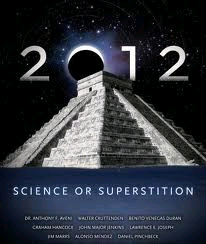 2012
SCIENCE OR SUPERSTITION
DR. ANTHONY F. AVENI   WALTER CRUTTENDEN   BENITO VENEGAS DURAN
GRAHAM HANCOCK   JOHN MAJOR JENKINS   LAWRENCE E. JOSEPH
JIM MARRS   ALONSO MENDEZ   DANIEL PINCHBECK